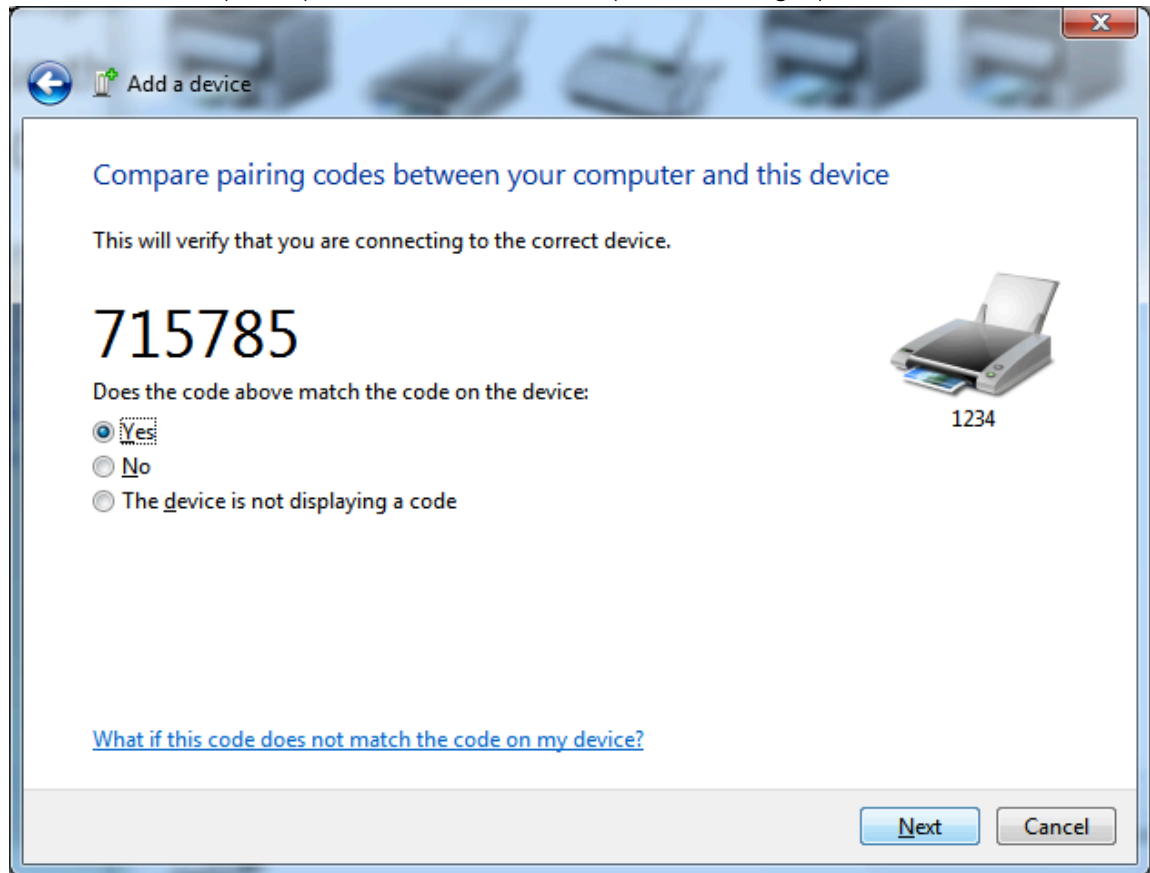 Add a device
Compare pairing codes between your computer and this device
This will verify that you are connecting to the correct device.
715785
Does the code above match the code on the device:
Yes
No
The device is not displaying a code
1234
What if this code does not match the code on my device?
Next Cancel